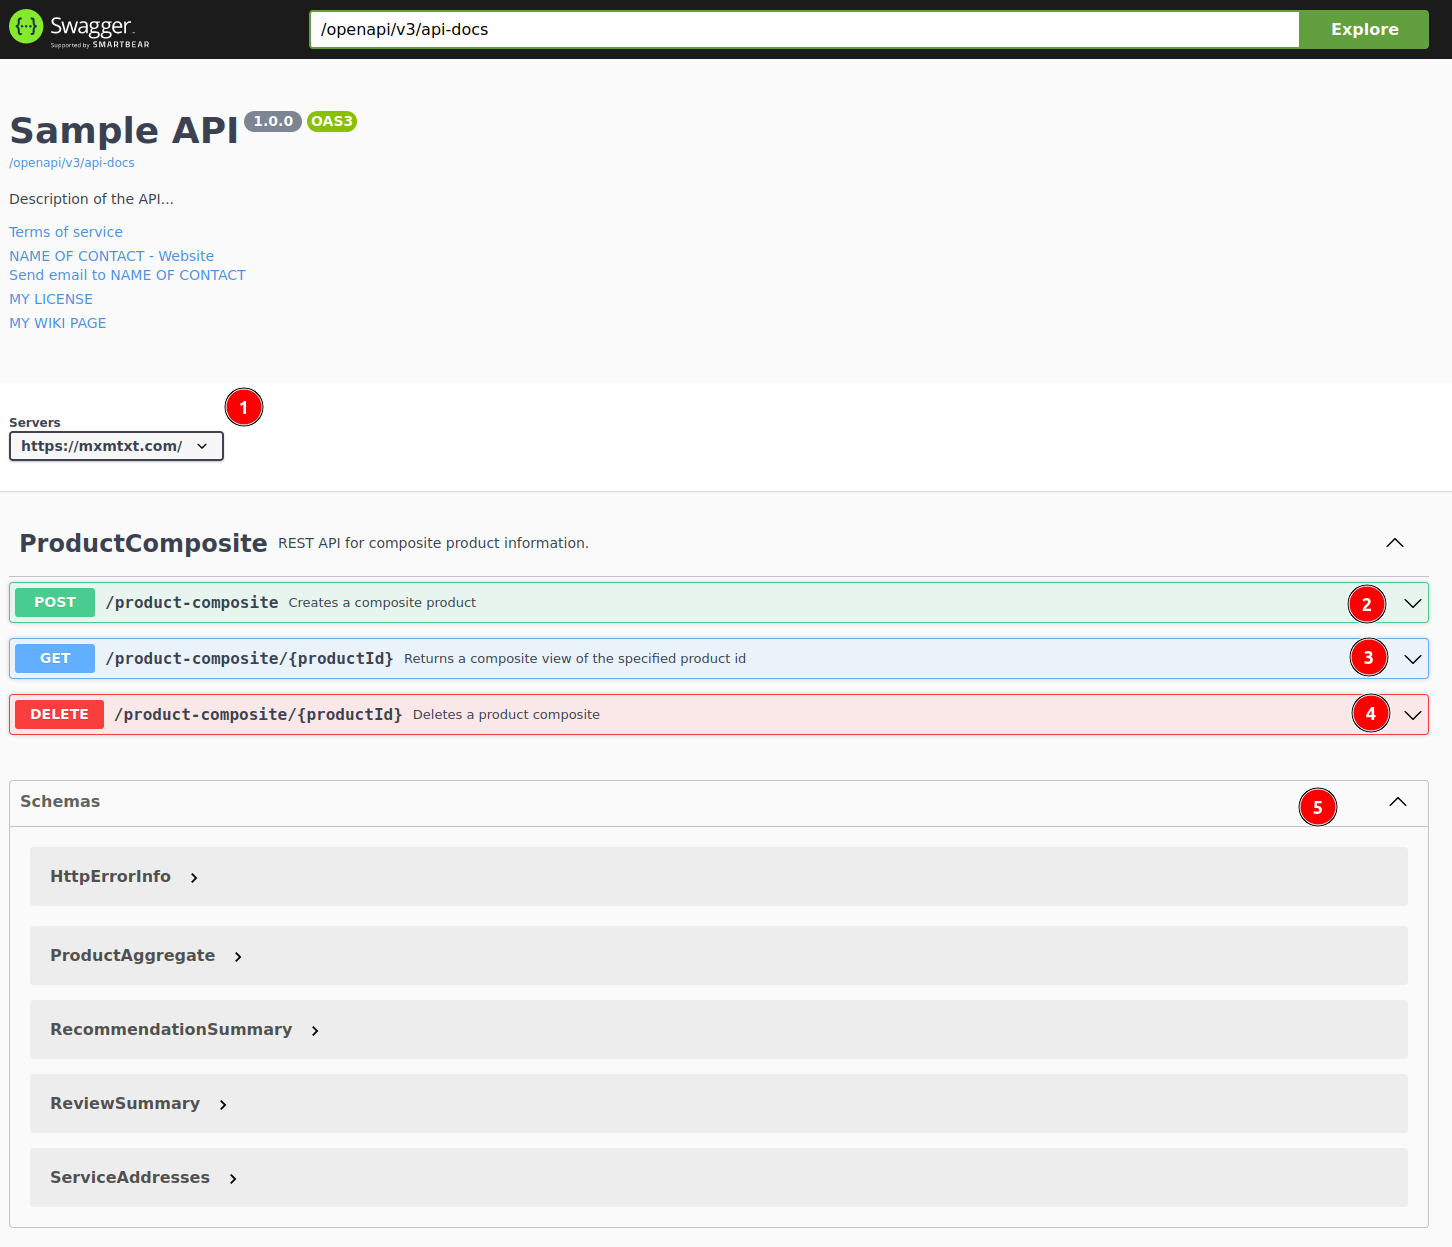 Swagger
Supported by SMARTBEAR
/openapi/v3/api-docs
Explore
Sample API 1.0.0 OAS3
/openapi/v3/api-docs
Description of the API...
Terms of service
NAME OF CONTACT - Website
Send email to NAME OF CONTACT
MY LICENSE
MY WIKI PAGE
1
Servers
https://mxmtxt.com/
ProductComposite REST API for composite product information.
POST /product-composite Creates a composite product 2
GET /product-composite/{productId} Returns a composite view of the specified product id 3
DELETE /product-composite/{productId} Deletes a product composite 4
Schemas 5
HttpErrorInfo
ProductAggregate
RecommendationSummary
ReviewSummary
ServiceAddresses